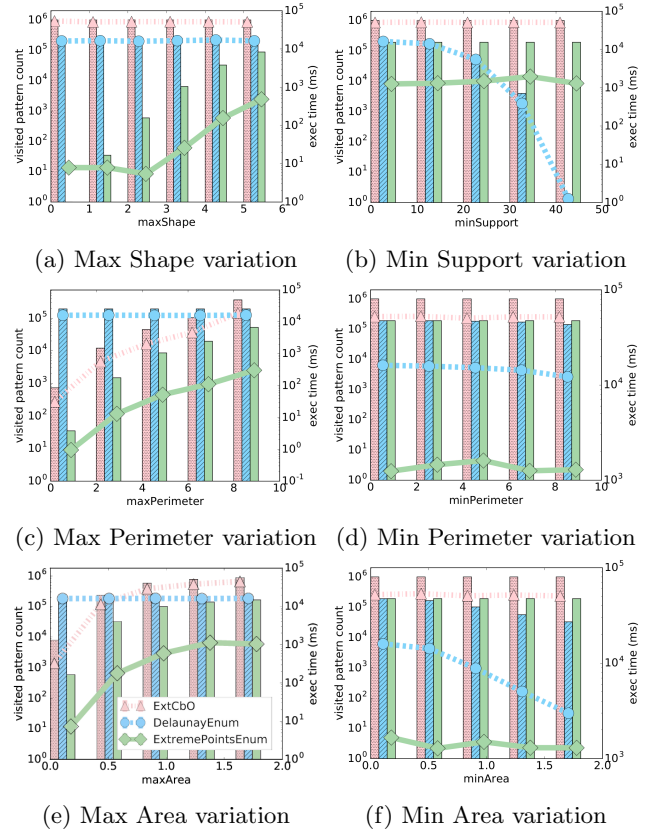 10^6
10^5
10^4
10^3
10^2
10^1
10^0
visited pattern count
0 1 2 3 4 5 6
maxShape
10^5
10^4
10^3
10^2
10^1
10^0
exec time (ms)
(a) Max Shape variation
10^6
10^5
10^4
10^3
10^2
10^1
10^0
visited pattern count
0 10 20 30 40 50
minSupport
10^5
10^4
10^3
10^2
10^1
10^0
exec time (ms)
(b) Min Support variation
10^5
10^4
10^3
10^2
10^1
10^0
visited pattern count
0 2 4 6 8 10
maxPerimeter
10^5
10^4
10^3
10^2
10^1
10^0
10^-1
exec time (ms)
(c) Max Perimeter variation
10^6
10^5
10^4
10^3
10^2
10^1
10^0
visited pattern count
0 2 4 6 8 10
minPerimeter
10^5
10^4
10^3
exec time (ms)
(d) Min Perimeter variation
10^6
10^5
10^4
10^3
10^2
10^1
10^0
visited pattern count
ExtCbO
DelaunayEnum
ExtremePointsEnum
0.0 0.5 1.0 1.5 2.0
maxArea
10^5
10^4
10^3
10^2
10^1
10^0
exec time (ms)
(e) Max Area variation
10^6
10^5
10^4
10^3
10^2
10^1
10^0
visited pattern count
0.0 0.5 1.0 1.5 2.0
minArea
10^5
10^4
10^3
exec time (ms)
(f) Min Area variation